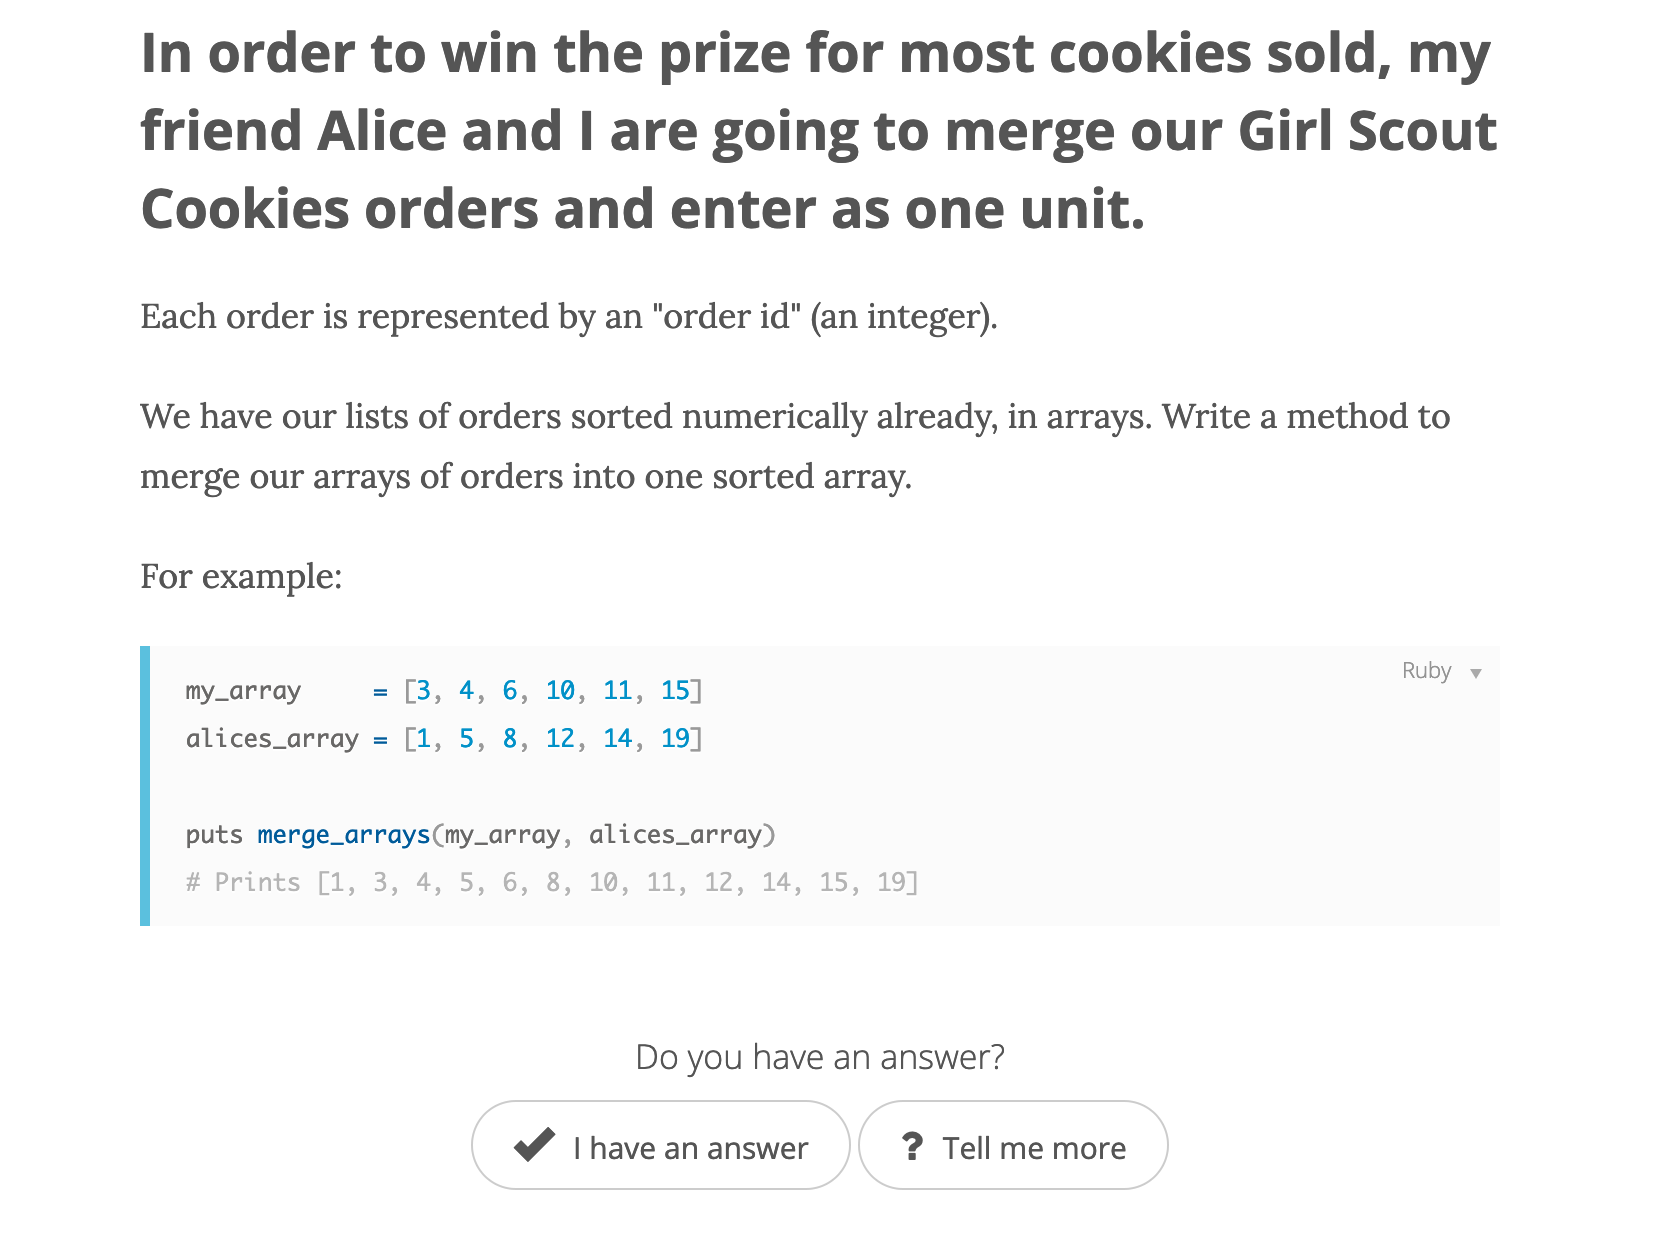 In order to win the prize for most cookies sold, my
friend Alice and I are going to merge our Girl Scout
Cookies orders and enter as one unit.
Each order is represented by an "order id" (an integer).
We have our lists of orders sorted numerically already, in arrays. Write a method to
merge our arrays of orders into one sorted array.
For example:
Ruby ▼
my_array     = [3, 4, 6, 10, 11, 15]
alices_array = [1, 5, 8, 12, 14, 19]
puts merge_arrays(my_array, alices_array)
# Prints [1, 3, 4, 5, 6, 8, 10, 11, 12, 14, 15, 19]
Do you have an answer?
I have an answer
? Tell me more